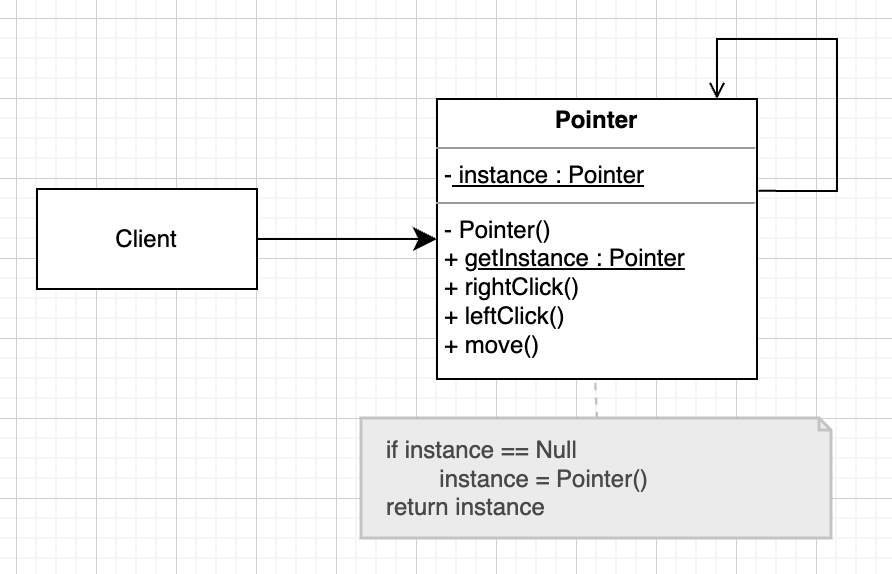 Pointer
- instance : Pointer
Client
- Pointer()
+ getInstance : Pointer
+ rightClick()
+ leftClick()
+ move()
if instance == Null
instance = Pointer()
return instance